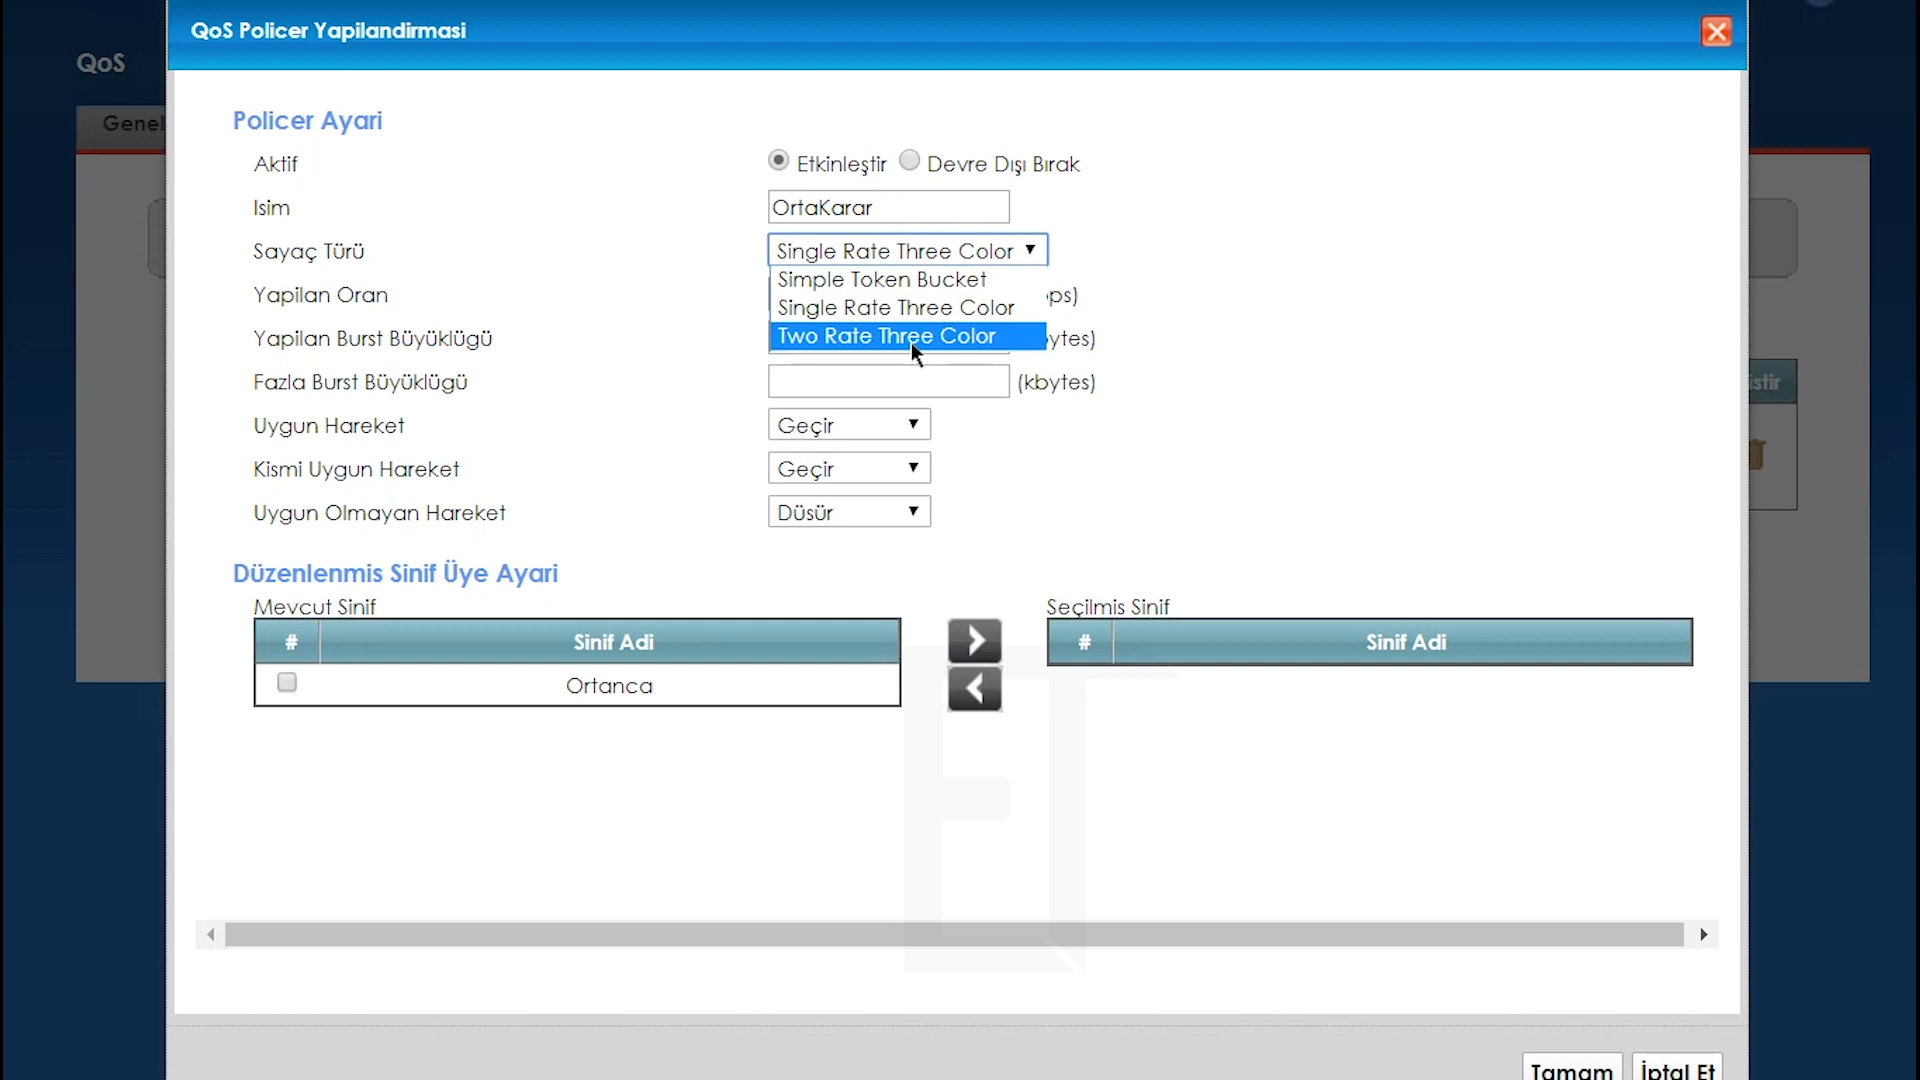 QoS Policer Yapilandirmasi
QoS
Genel
Policer Ayari
Aktif Etkinleştir Devre Dışı Bırak
Isim OrtaKarar
Sayaç Türü Single Rate Three Color
Simple Token Bucket
Yapilan Oran ps)
Single Rate Three Color
Yapilan Burst Büyüklügü Two Rate Three Color ytes)
Fazla Burst Büyüklügü (kbytes)
istir
Uygun Hareket Geçir
Kismi Uygun Hareket Geçir
Uygun Olmayan Hareket Düsür
Düzenlenmis Sinif Üye Ayari
Mevcut Sinif Seçilmis Sinif
# Sinif Adi # Sinif Adi
Ortanca
ET
Tamam İptal Et